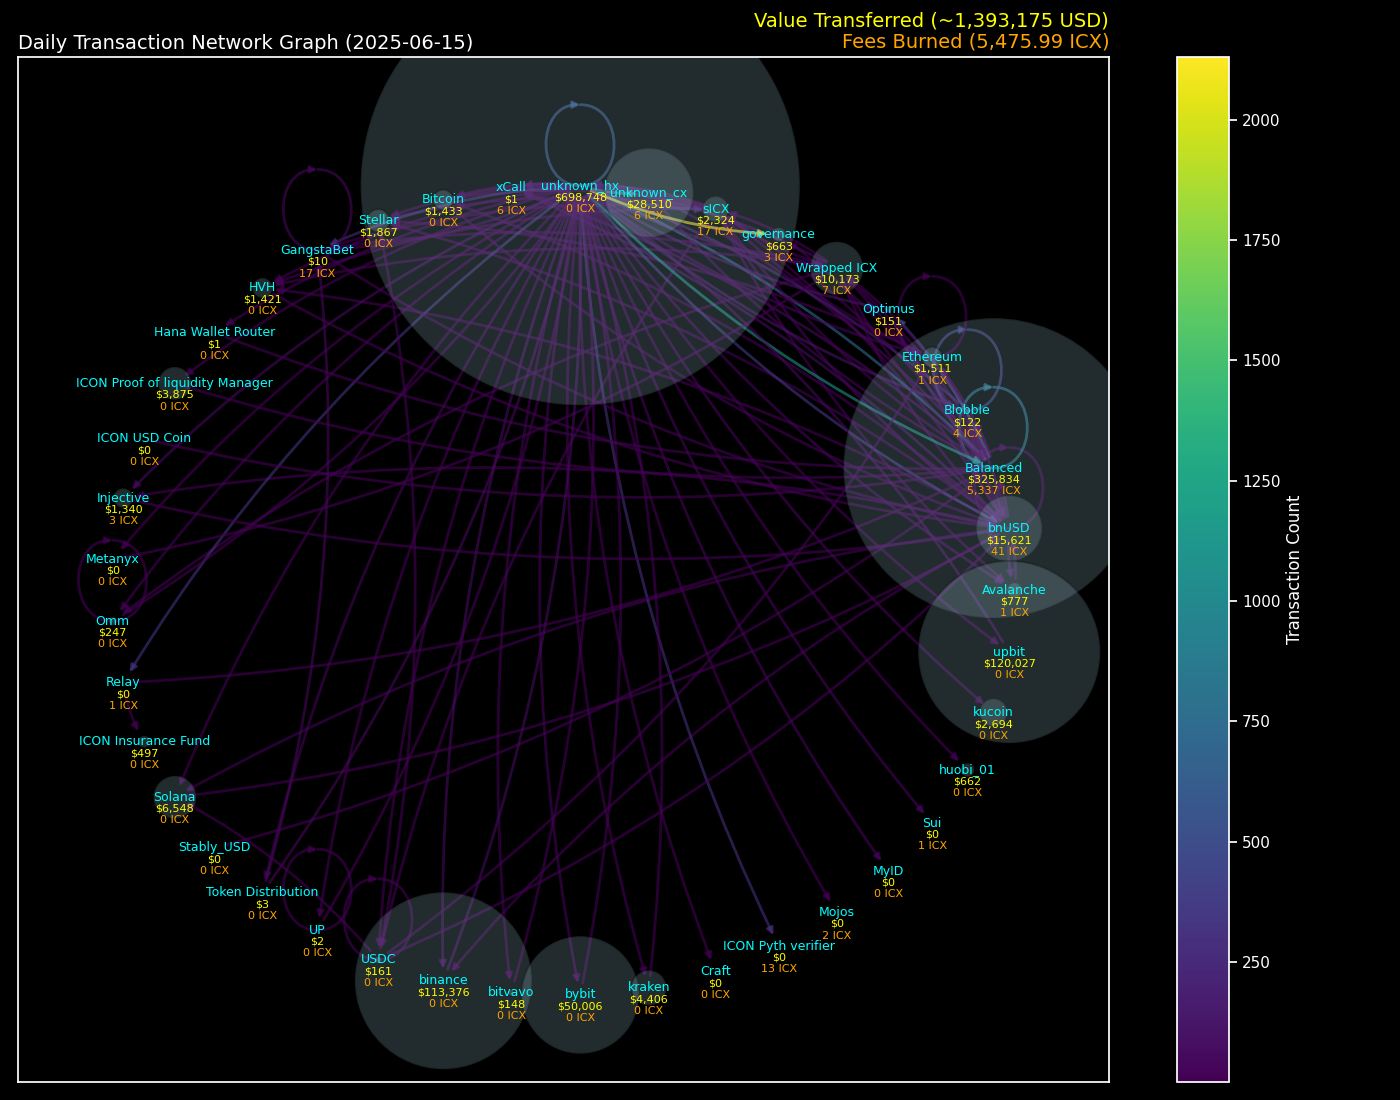 Value Transferred (~1,393,175 USD)
Daily Transaction Network Graph (2025-06-15)
Fees Burned (5,475.99 ICX)
unknown_hx
$698,748
0 ICX
unknown_cx
$28,510
6 ICX
xCall
$1
6 ICX
sICX
$2,324
17 ICX
Bitcoin
$1,433
0 ICX
governance
$663
3 ICX
Stellar
$1,867
0 ICX
Wrapped ICX
$10,173
7 ICX
GangstaBet
$10
17 ICX
Optimus
$151
0 ICX
HVH
$1,421
0 ICX
Ethereum
$1,511
1 ICX
Hana Wallet Router
$1
0 ICX
Blobble
$122
4 ICX
ICON Proof of liquidity Manager
$3,875
0 ICX
Balanced
$325,834
5,337 ICX
ICON USD Coin
$0
0 ICX
bnUSD
$15,621
41 ICX
Injective
$1,340
3 ICX
Avalanche
$777
1 ICX
Metanyx
$0
0 ICX
upbit
$120,027
0 ICX
Omm
$247
0 ICX
kucoin
$2,694
0 ICX
Relay
$0
1 ICX
huobi_01
$662
0 ICX
ICON Insurance Fund
$497
0 ICX
Sui
$0
1 ICX
Solana
$6,548
0 ICX
MyID
$0
0 ICX
Stably_USD
$0
0 ICX
Mojos
$0
2 ICX
Token Distribution
$3
0 ICX
ICON Pyth verifier
$0
13 ICX
UP
$2
0 ICX
Craft
$0
0 ICX
USDC
$161
0 ICX
kraken
$4,406
0 ICX
binance
$113,376
0 ICX
bitvavo
$148
0 ICX
bybit
$50,006
0 ICX
2000
1750
1500
1250
1000
750
500
250
Transaction Count